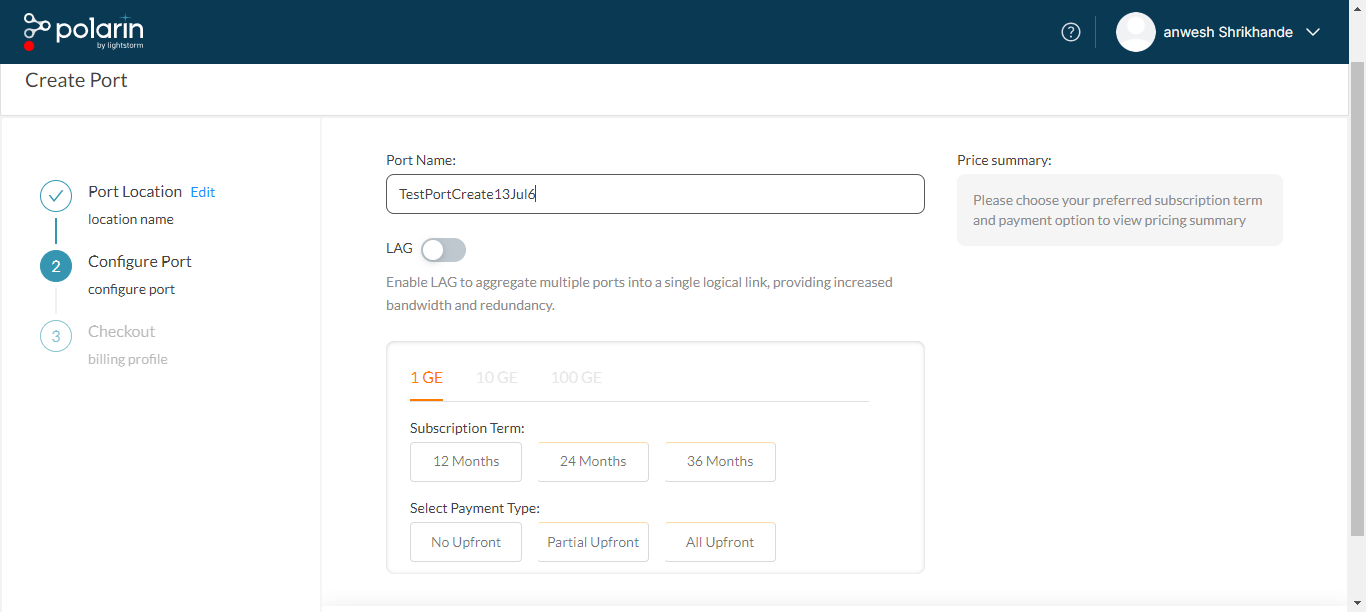 polarin
by lightstorm
? anwesh Shrikhande
Create Port
Port Location Edit
location name
2 Configure Port
configure port
3 Checkout
billing profile
Port Name:
TestPortCreate13Jul6
LAG
Enable LAG to aggregate multiple ports into a single logical link, providing increased
bandwidth and redundancy.
1 GE 10 GE 100 GE
Subscription Term:
12 Months 24 Months 36 Months
Select Payment Type:
No Upfront Partial Upfront All Upfront
Price summary:
Please choose your preferred subscription term
and payment option to view pricing summary